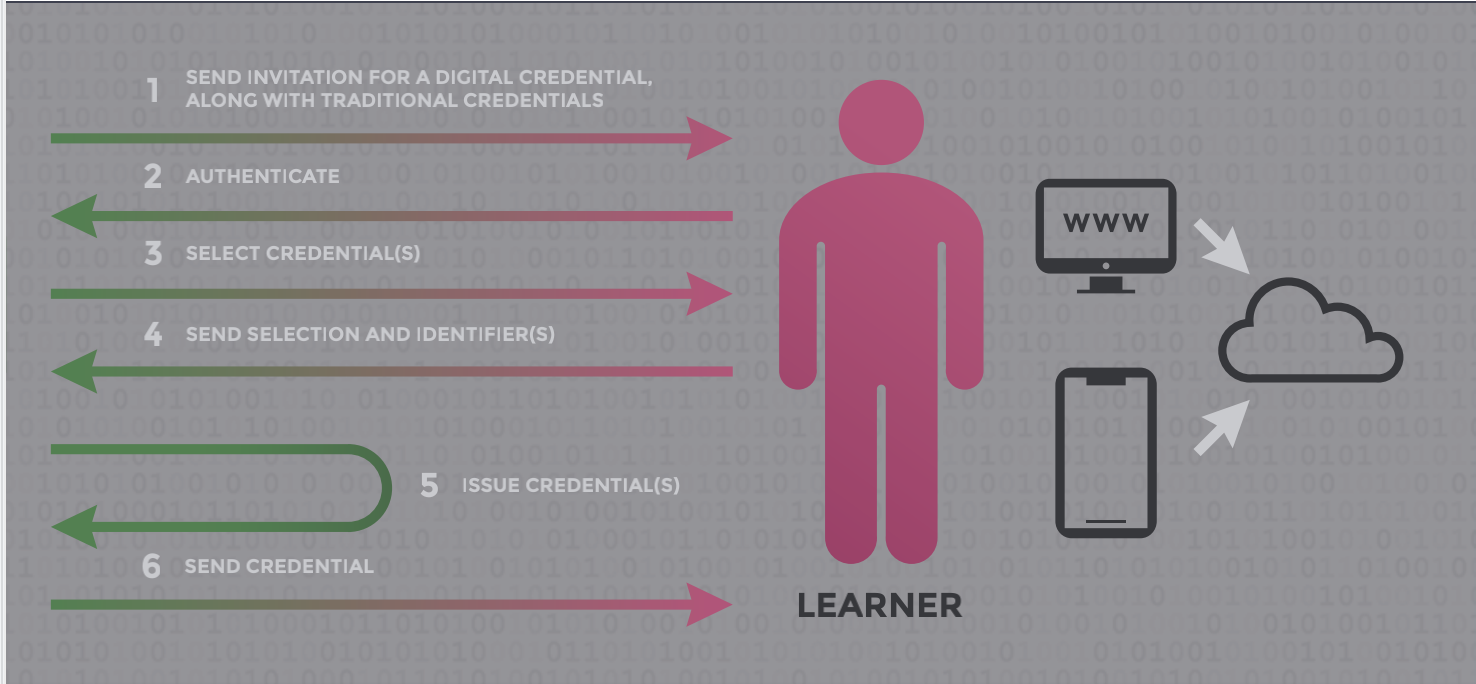 1
SEND INVITATION FOR A DIGITAL CREDENTIAL,
ALONG WITH TRADITIONAL CREDENTIALS
2 AUTHENTICATE
3 SELECT CREDENTIAL(S)
4 SEND SELECTION AND IDENTIFIER(S)
5 ISSUE CREDENTIAL(S)
6 SEND CREDENTIAL
WWW
LEARNER